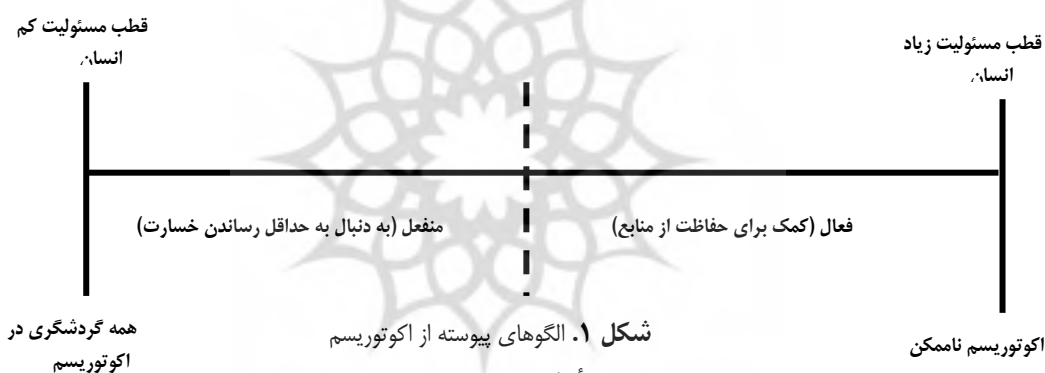 قطب مسئولیت زیاد
انسان
قطب مسئولیت کم
انسان
فعال (کمک برای حفاظت از منابع)
منفعل (به دنبال به حداقل رساندن خسارت)
اکوتوریسم ناممکن
همه گردشگری در
اکوتوریسم
شکل ۱. الگوهای پیوسته از اکوتوریسم